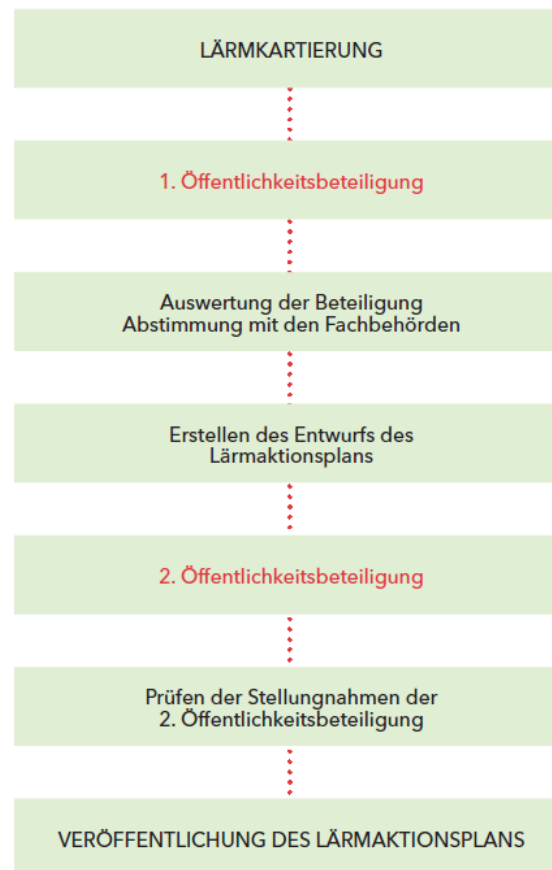 LÄRMKARTIERUNG
1. Öffentlichkeitsbeteiligung
Auswertung der Beteiligung
Abstimmung mit den Fachbehörden
Erstellen des Entwurfs des
Lärmaktionsplans
2. Öffentlichkeitsbeteiligung
Prüfen der Stellungnahmen der
2. Öffentlichkeitsbeteiligung
VERÖFFENTLICHUNG DES LÄRMAKTIONSPLANS